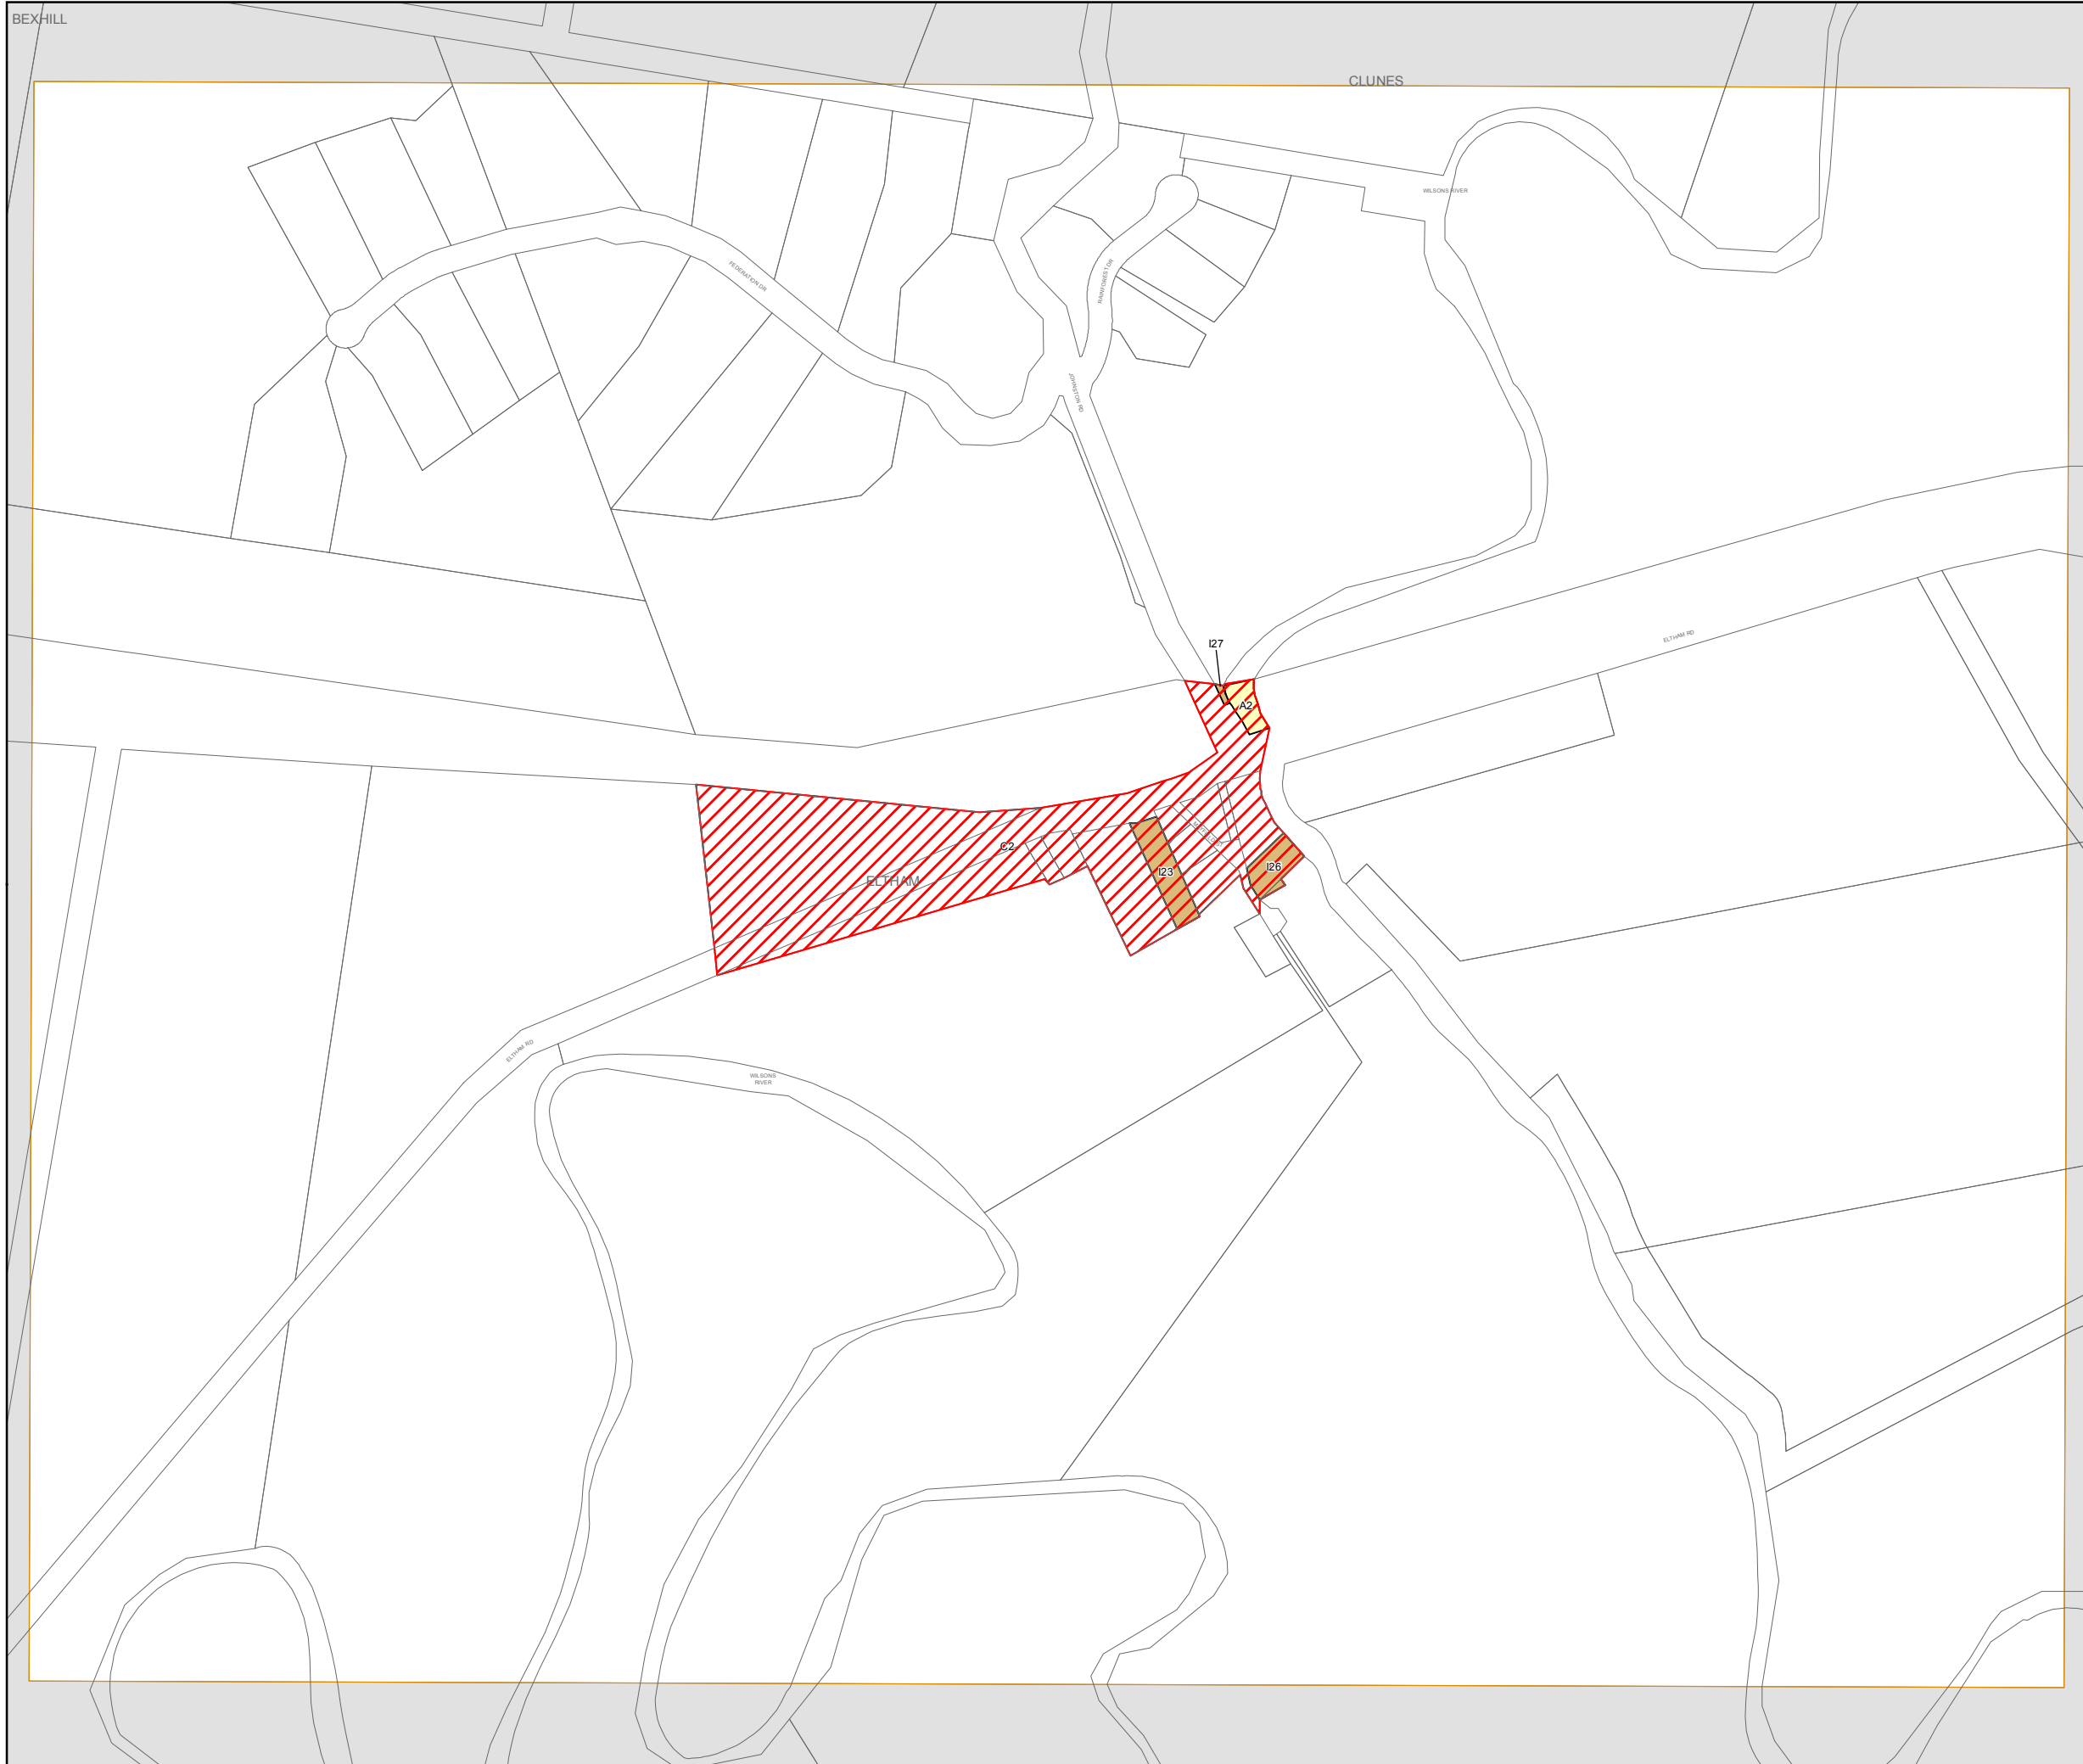 BEXHILL
CLUNES
WILSONS RIVER
FEDERATION DR
RAINFOREST DR
JOHNSTON RD
ELTHAM RD
I27
A2
C2
I23
I26
ELTHAM
ELTHAM RD
WILSONS
RIVER